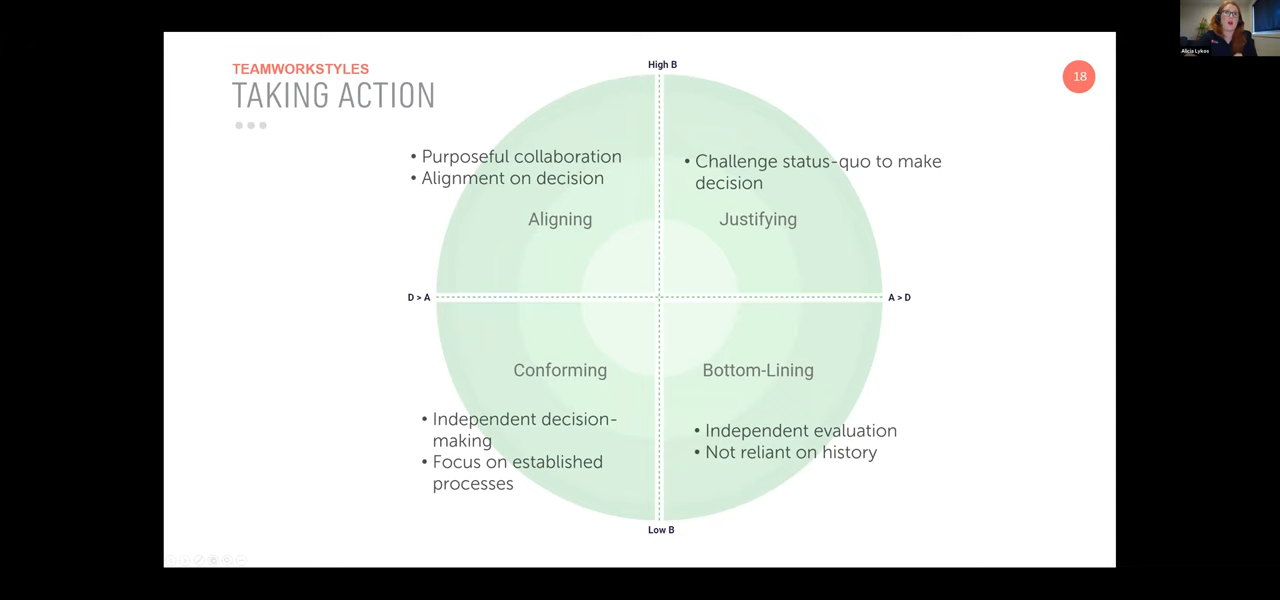 Alicia Lykos
TEAMWORKSTYLES
TAKING ACTION
18
High B
• Purposeful collaboration
• Alignment on decision
Aligning
• Challenge status-quo to make
decision
Justifying
D > A
A > D
Conforming
• Independent decision-
making
• Focus on established
processes
Bottom-Lining
• Independent evaluation
• Not reliant on history
Low B